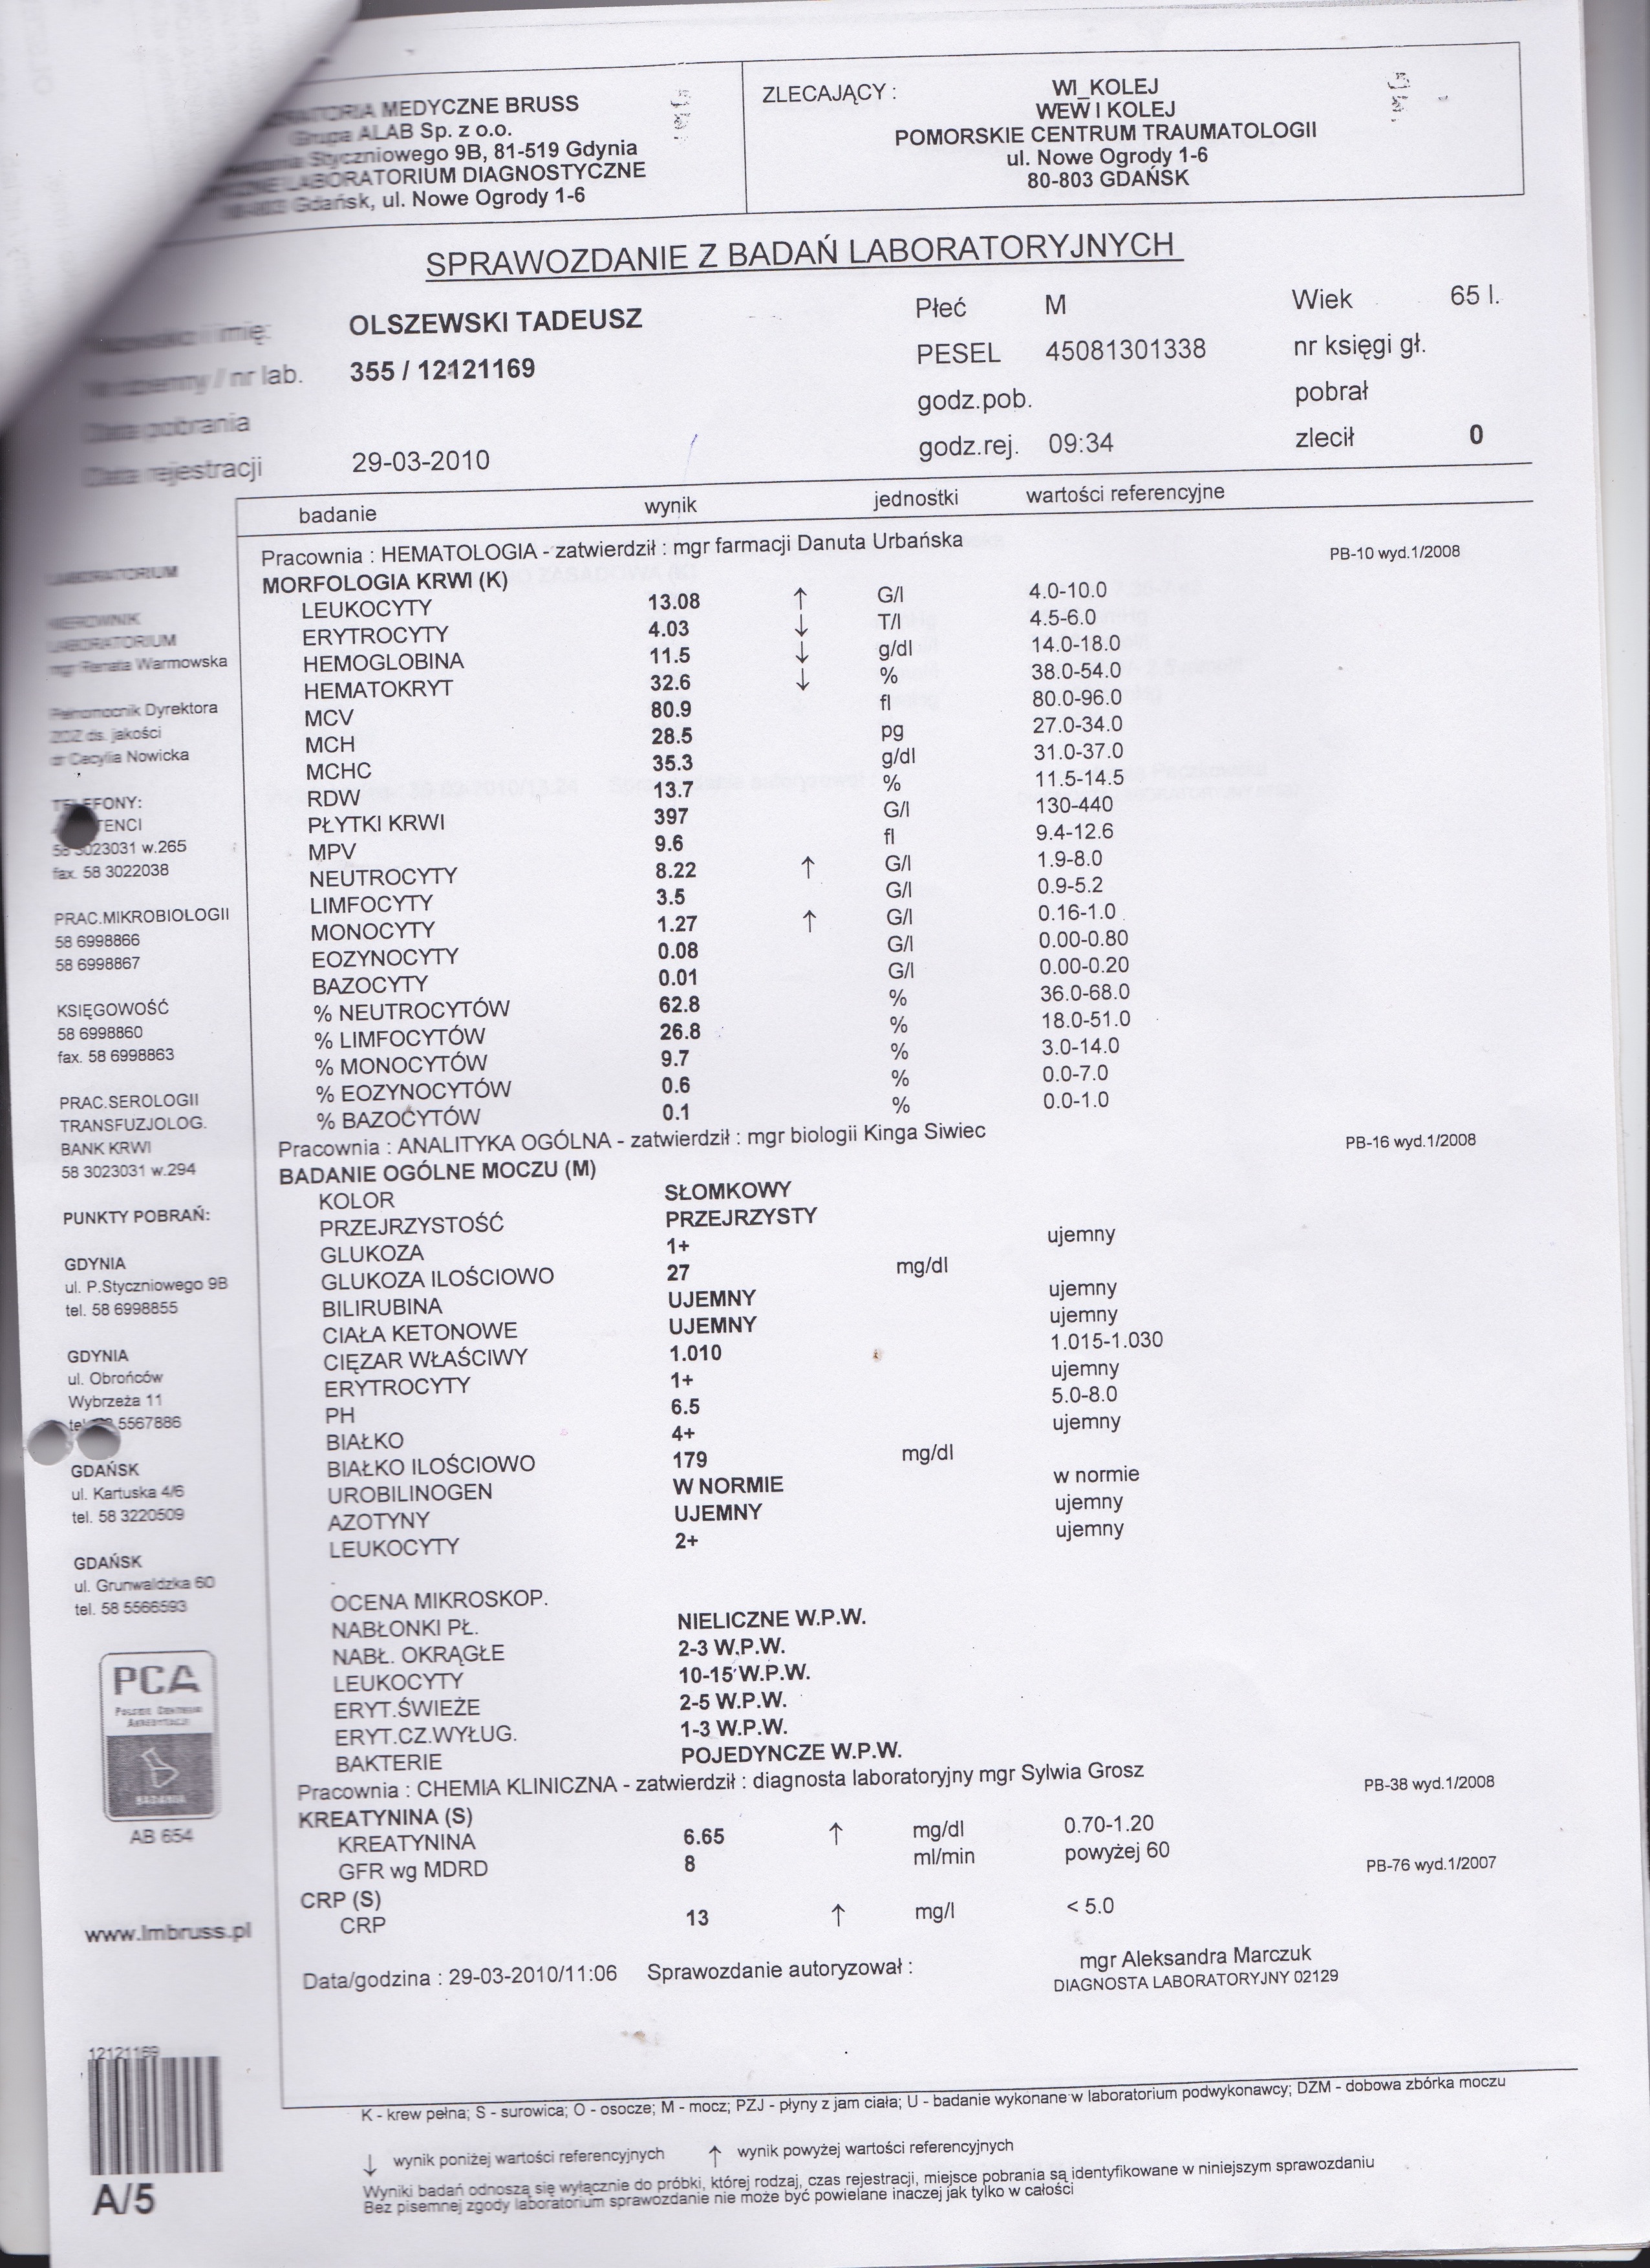 MEDYCZNE BRUSS
Grupa ALAB Sp. z o.o.
Styczniowego 9B, 81-519 Gdynia
LABORATORIUM DIAGNOSTYCZNE
Gdańsk, ul. Nowe Ogrody 1-6
ZLECAJĄCY :
WI_KOLEJ
WEW I KOLEJ
POMORSKIE CENTRUM TRAUMATOLOGII
ul. Nowe Ogrody 1-6
80-803 GDAŃSK
SPRAWOZDANIE Z BADAŃ LABORATORYJNYCH
i imię: OLSZEWSKI TADEUSZ Płeć M Wiek 65 l.
/ nr lab. 355 / 12121169 PESEL 45081301338 nr księgi gł.
Data pobrania godz.pob. pobrał
Data rejestracji 29-03-2010 godz.rej. 09:34 zlecił 0
badanie wynik jednostki wartości referencyjne
Pracownia : HEMATOLOGIA - zatwierdził : mgr farmacji Danuta Urbańska PB-10 wyd.1/2008
MORFOLOGIA KRWI (K)
LEUKOCYTY 13.08 ↑ G/l 4.0-10.0
ERYTROCYTY 4.03 ↓ T/l 4.5-6.0
HEMOGLOBINA 11.5 ↓ g/dl 14.0-18.0
HEMATOKRYT 32.6 ↓ % 38.0-54.0
MCV 80.9 fl 80.0-96.0
MCH 28.5 pg 27.0-34.0
MCHC 35.3 g/dl 31.0-37.0
RDW 13.7 % 11.5-14.5
PŁYTKI KRWI 397 G/l 130-440
MPV 9.6 fl 9.4-12.6
NEUTROCYTY 8.22 ↑ G/l 1.9-8.0
LIMFOCYTY 3.5 G/l 0.9-5.2
MONOCYTY 1.27 ↑ G/l 0.16-1.0
EOZYNOCYTY 0.08 G/l 0.00-0.80
BAZOCYTY 0.01 G/l 0.00-0.20
% NEUTROCYTÓW 62.8 % 36.0-68.0
% LIMFOCYTÓW 26.8 % 18.0-51.0
% MONOCYTÓW 9.7 % 3.0-14.0
% EOZYNOCYTÓW 0.6 % 0.0-7.0
% BAZOCYTÓW 0.1 % 0.0-1.0
Pracownia : ANALITYKA OGÓLNA - zatwierdził : mgr biologii Kinga Siwiec PB-16 wyd.1/2008
BADANIE OGÓLNE MOCZU (M)
KOLOR SŁOMKOWY
PRZEJRZYSTOŚĆ PRZEJRZYSTY
GLUKOZA 1+ ujemny
GLUKOZA ILOŚCIOWO 27 mg/dl
BILIRUBINA UJEMNY ujemny
CIAŁA KETONOWE UJEMNY ujemny
CIĘŻAR WŁAŚCIWY 1.010 1.015-1.030
ERYTROCYTY 1+ ujemny
PH 6.5 5.0-8.0
BIAŁKO 4+ ujemny
BIAŁKO ILOŚCIOWO 179 mg/dl
UROBILINOGEN W NORMIE w normie
AZOTYNY UJEMNY ujemny
LEUKOCYTY 2+ ujemny
OCENA MIKROSKOP.
NABŁONKI PŁ. NIELICZNE W.P.W.
NABŁ. OKRĄGŁE 2-3 W.P.W.
LEUKOCYTY 10-15 W.P.W.
ERYT.ŚWIEŻE 2-5 W.P.W.
ERYT.CZ.WYŁUG. 1-3 W.P.W.
BAKTERIE POJEDYNCZE W.P.W.
Pracownia : CHEMIA KLINICZNA - zatwierdził : diagnosta laboratoryjny mgr Sylwia Grosz PB-38 wyd.1/2008
KREATYNINA (S)
KREATYNINA 6.65 ↑ mg/dl 0.70-1.20
GFR wg MDRD 8 ml/min powyżej 60
CRP (S) PB-76 wyd.1/2007
CRP 13 ↑ mg/l < 5.0
Data/godzina : 29-03-2010/11:06 Sprawozdanie autoryzował : mgr Aleksandra Marczuk
DIAGNOSTA LABORATORYJNY 02129
LABORATORIUM
KIEROWNIK
LABORATORIUM
mgr Renata Warmowska
Pełnomocnik Dyrektora
ds. jakości
dr Cecylia Nowicka
TELEFONY:
58 3023031 w.265
fax. 58 3022038
PRAC.MIKROBIOLOGII
58 6998866
58 6998867
KSIĘGOWOŚĆ
58 6998860
fax. 58 6998863
PRAC.SEROLOGII
TRANSFUZJOLOG.
BANK KRWI
58 3023031 w.294
PUNKTY POBRAŃ:
GDYNIA
ul. P.Styczniowego 9B
tel. 58 6998855
GDYNIA
ul. Obrońców
Wybrzeża 11
5567886
GDAŃSK
ul. Kartuska 4/6
tel. 58 3220509
GDAŃSK
ul. Grunwaldzka 60
tel. 58 5566593
PCA
POLSKIE CENTRUM
AKREDYTACJI
BADANIA
AB 654
www.lmbruss.pl
12121169
A/5
K - krew pełna; S - surowica; O - osocze; M - mocz; PZJ - płyny z jam ciała; U - badanie wykonane w laboratorium podwykonawcy; DZM - dobowa zbórka moczu
↓ wynik poniżej wartości referencyjnych ↑ wynik powyżej wartości referencyjnych
Wyniki badań odnoszą się wyłącznie do próbki, której rodzaj, czas rejestracji, miejsce pobrania są identyfikowane w niniejszym sprawozdaniu
Bez pisemnej zgody laboratorium sprawozdanie nie może być powielane inaczej jak tylko w całości